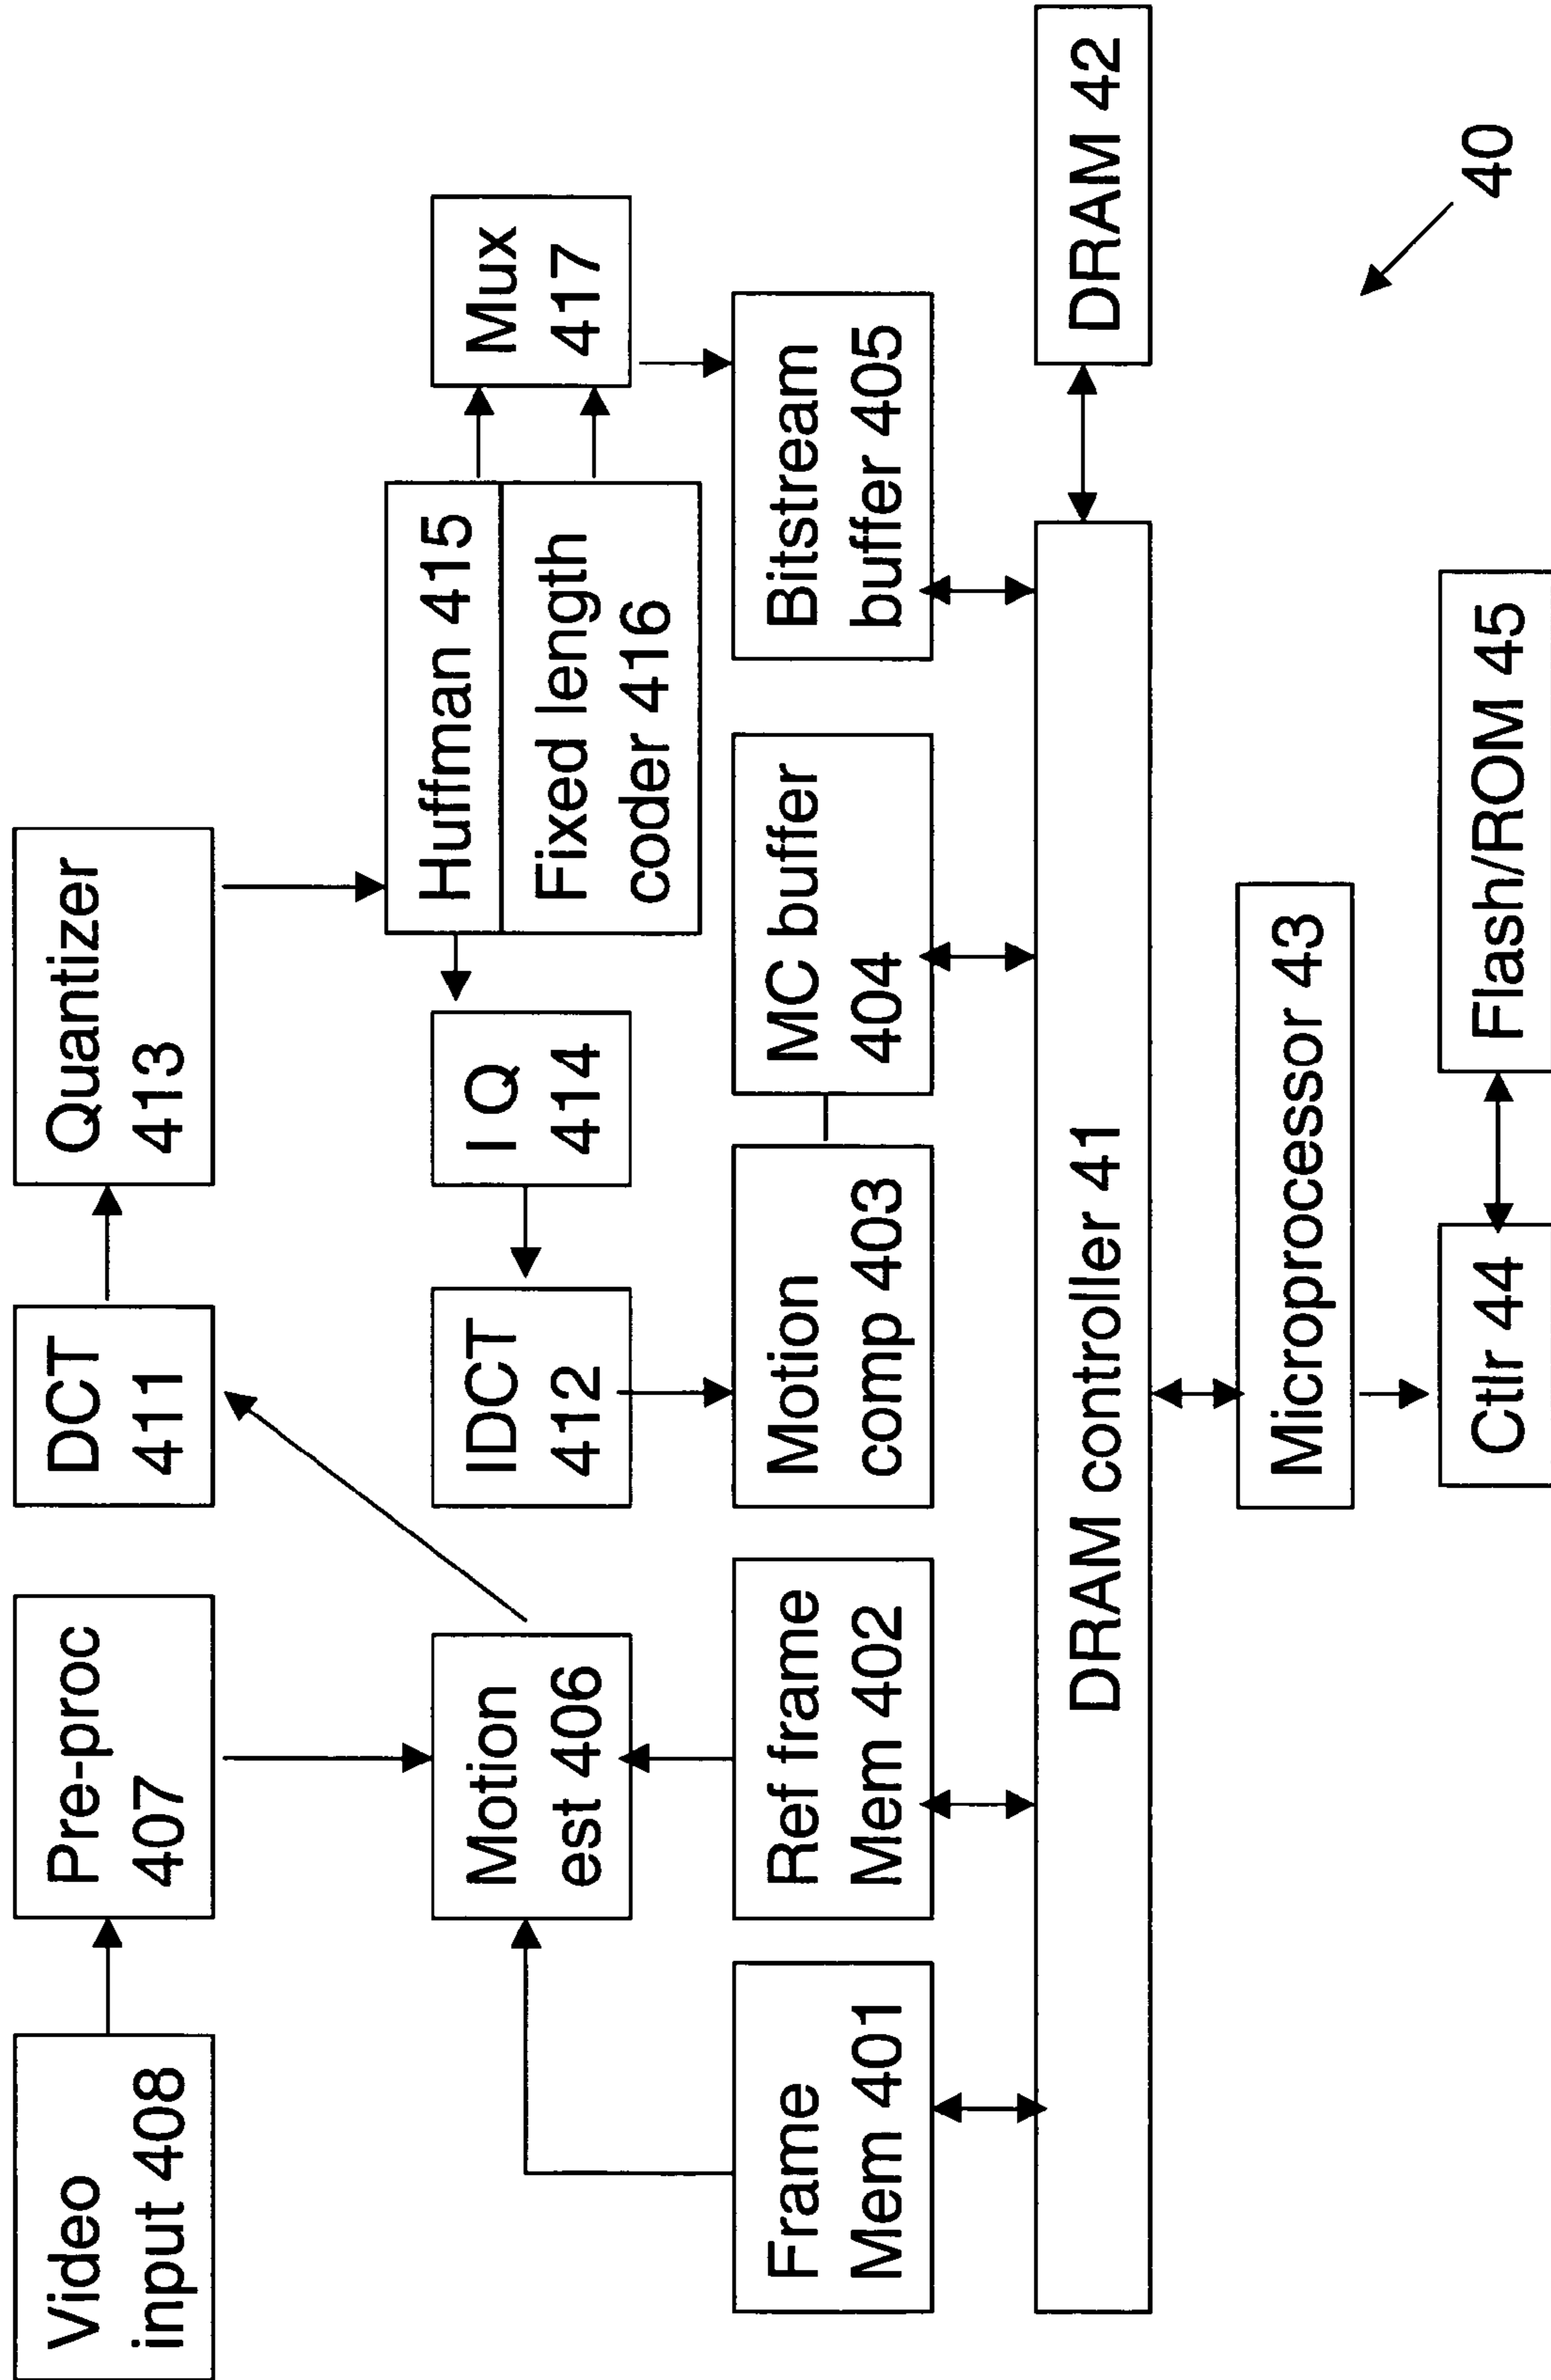 Video
input 408
Pre-proc
407
DCT
411
Quantizer
413
Motion
est 406
IDCT
412
I Q
414
Huffman 415
Fixed length
coder 416
Mux
417
Frame
Mem 401
Ref frame
Mem 402
Motion
comp 403
MC buffer
404
Bitstream
buffer 405
DRAM controller 41
DRAM 42
Microprocessor 43
Ctlr 44
Flash/ROM 45
40